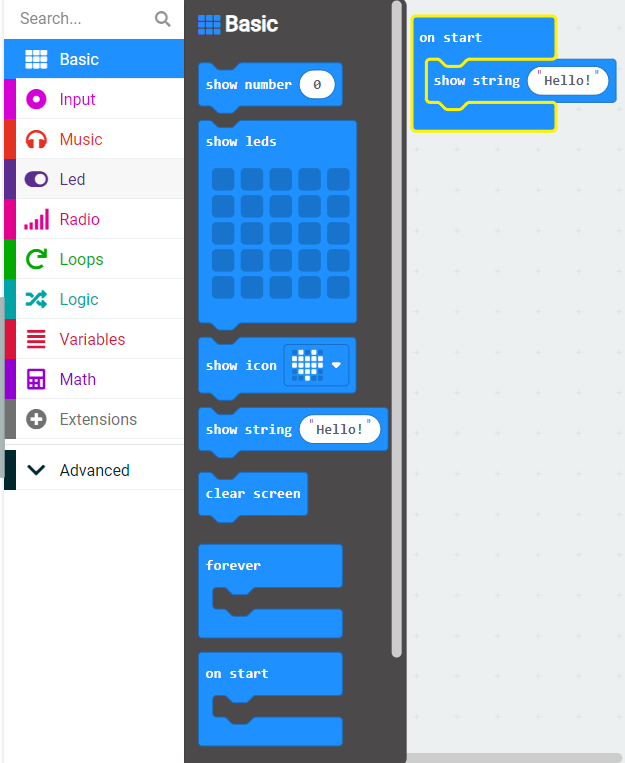 Search...
Basic
Input
Music
Led
Radio
Loops
Logic
Variables
Math
Extensions
Advanced
Basic
show number 0
show leds
show icon
show string "Hello!"
clear screen
forever
on start
on start
show string "Hello!"